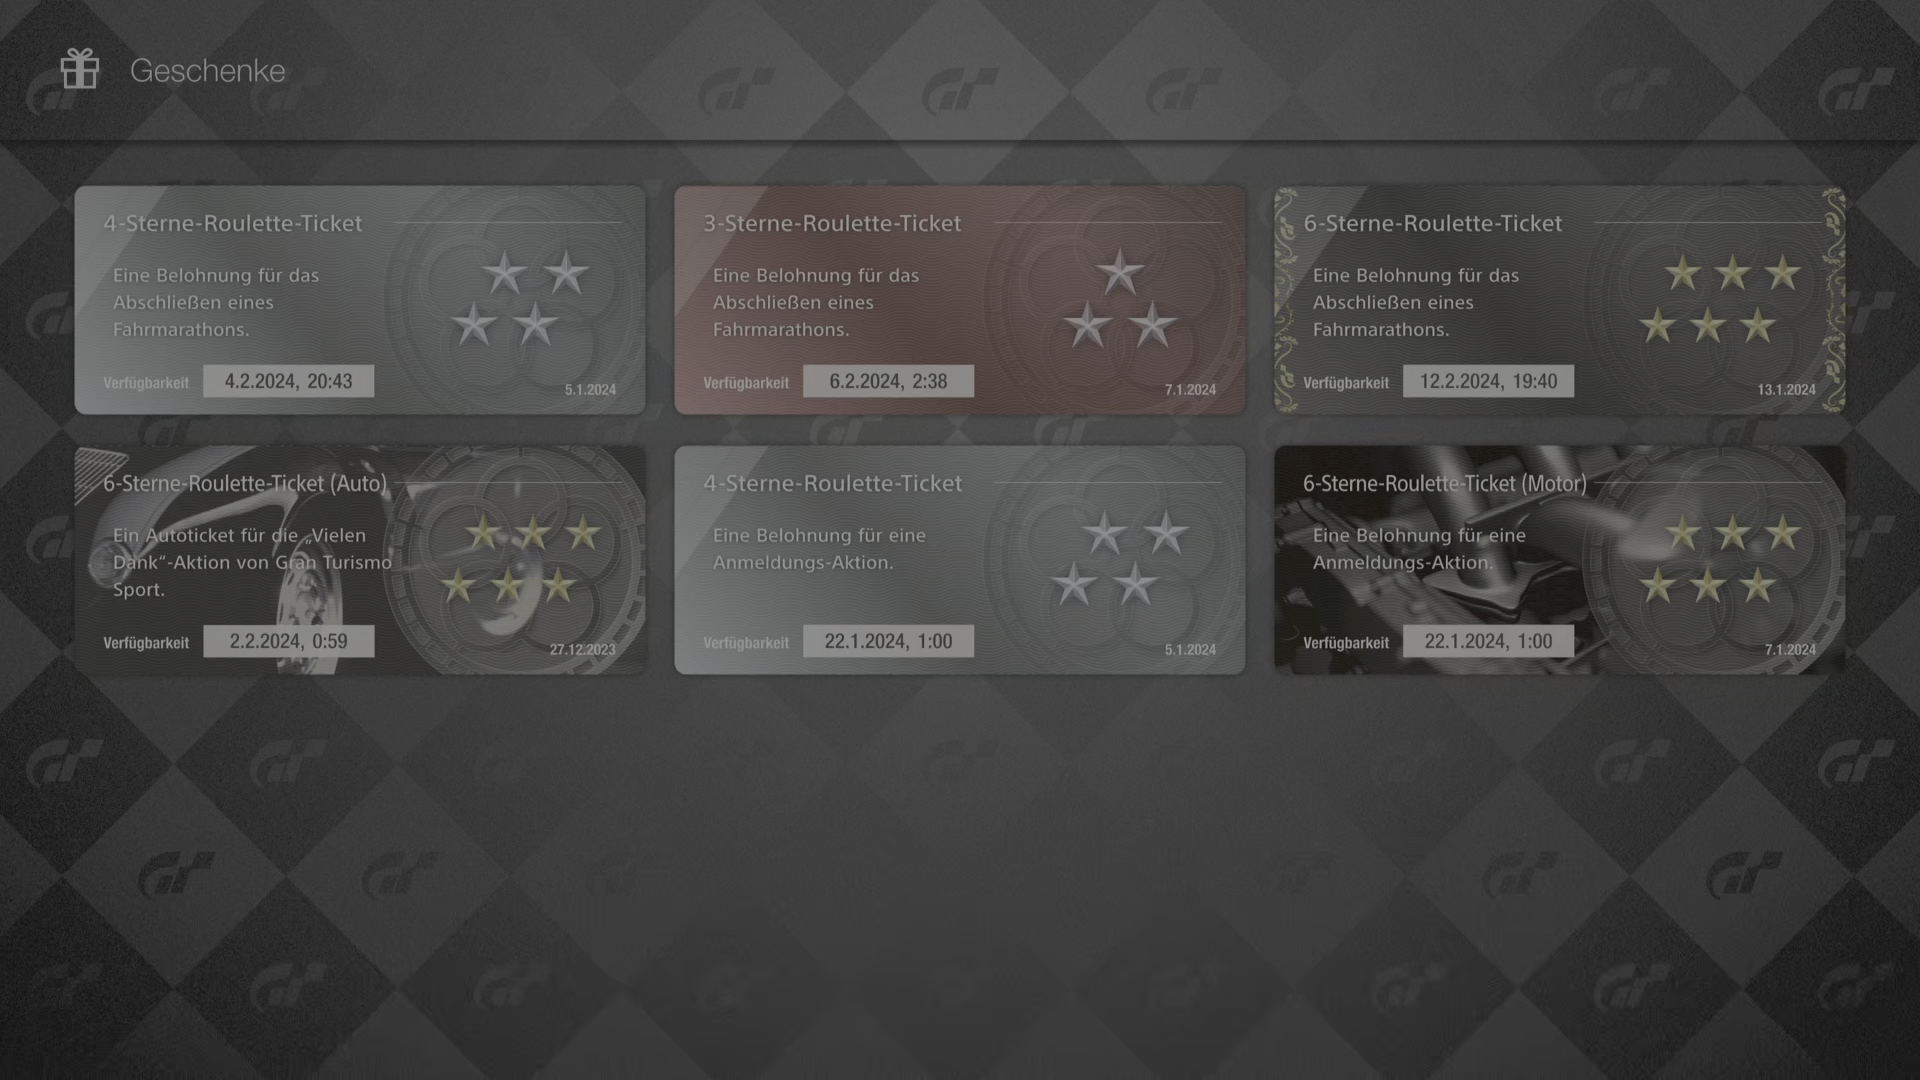 Geschenke
4-Sterne-Roulette-Ticket
Eine Belohnung für das
Abschließen eines
Fahrmarathons.
Verfügbarkeit 4.2.2024, 20:43
5.1.2024
3-Sterne-Roulette-Ticket
Eine Belohnung für das
Abschließen eines
Fahrmarathons.
Verfügbarkeit 6.2.2024, 2:38
7.1.2024
6-Sterne-Roulette-Ticket
Eine Belohnung für das
Abschließen eines
Fahrmarathons.
Verfügbarkeit 12.2.2024, 19:40
13.1.2024
6-Sterne-Roulette-Ticket (Auto)
Ein Autoticket für die „Vielen
Dank“-Aktion von Gran Turismo
Sport.
Verfügbarkeit 2.2.2024, 0:59
27.12.2023
4-Sterne-Roulette-Ticket
Eine Belohnung für eine
Anmeldungs-Aktion.
Verfügbarkeit 22.1.2024, 1:00
5.1.2024
6-Sterne-Roulette-Ticket (Motor)
Eine Belohnung für eine
Anmeldungs-Aktion.
Verfügbarkeit 22.1.2024, 1:00
7.1.2024